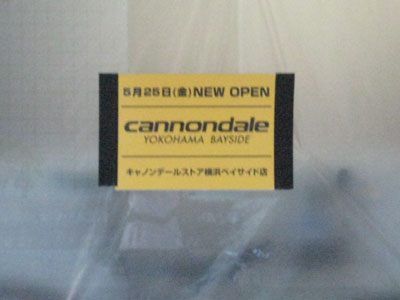 5月25日(金)NEW OPEN
cannondale
YOKOHAMA BAYSIDE
キャノンデールストア横浜ベイサイド店